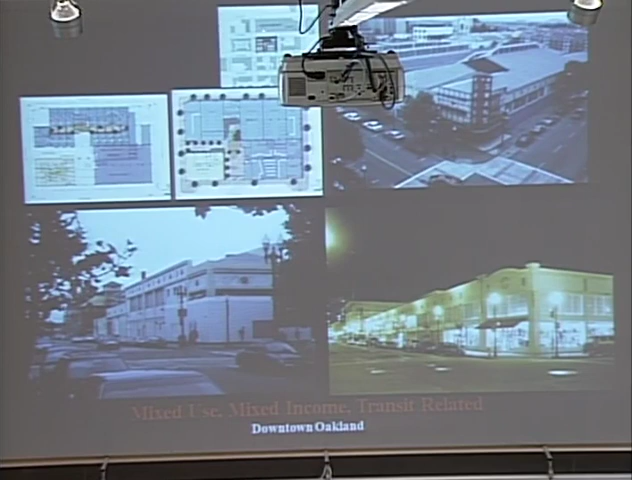 Mixed Use, Mixed Income, Transit Related
Downtown Oakland